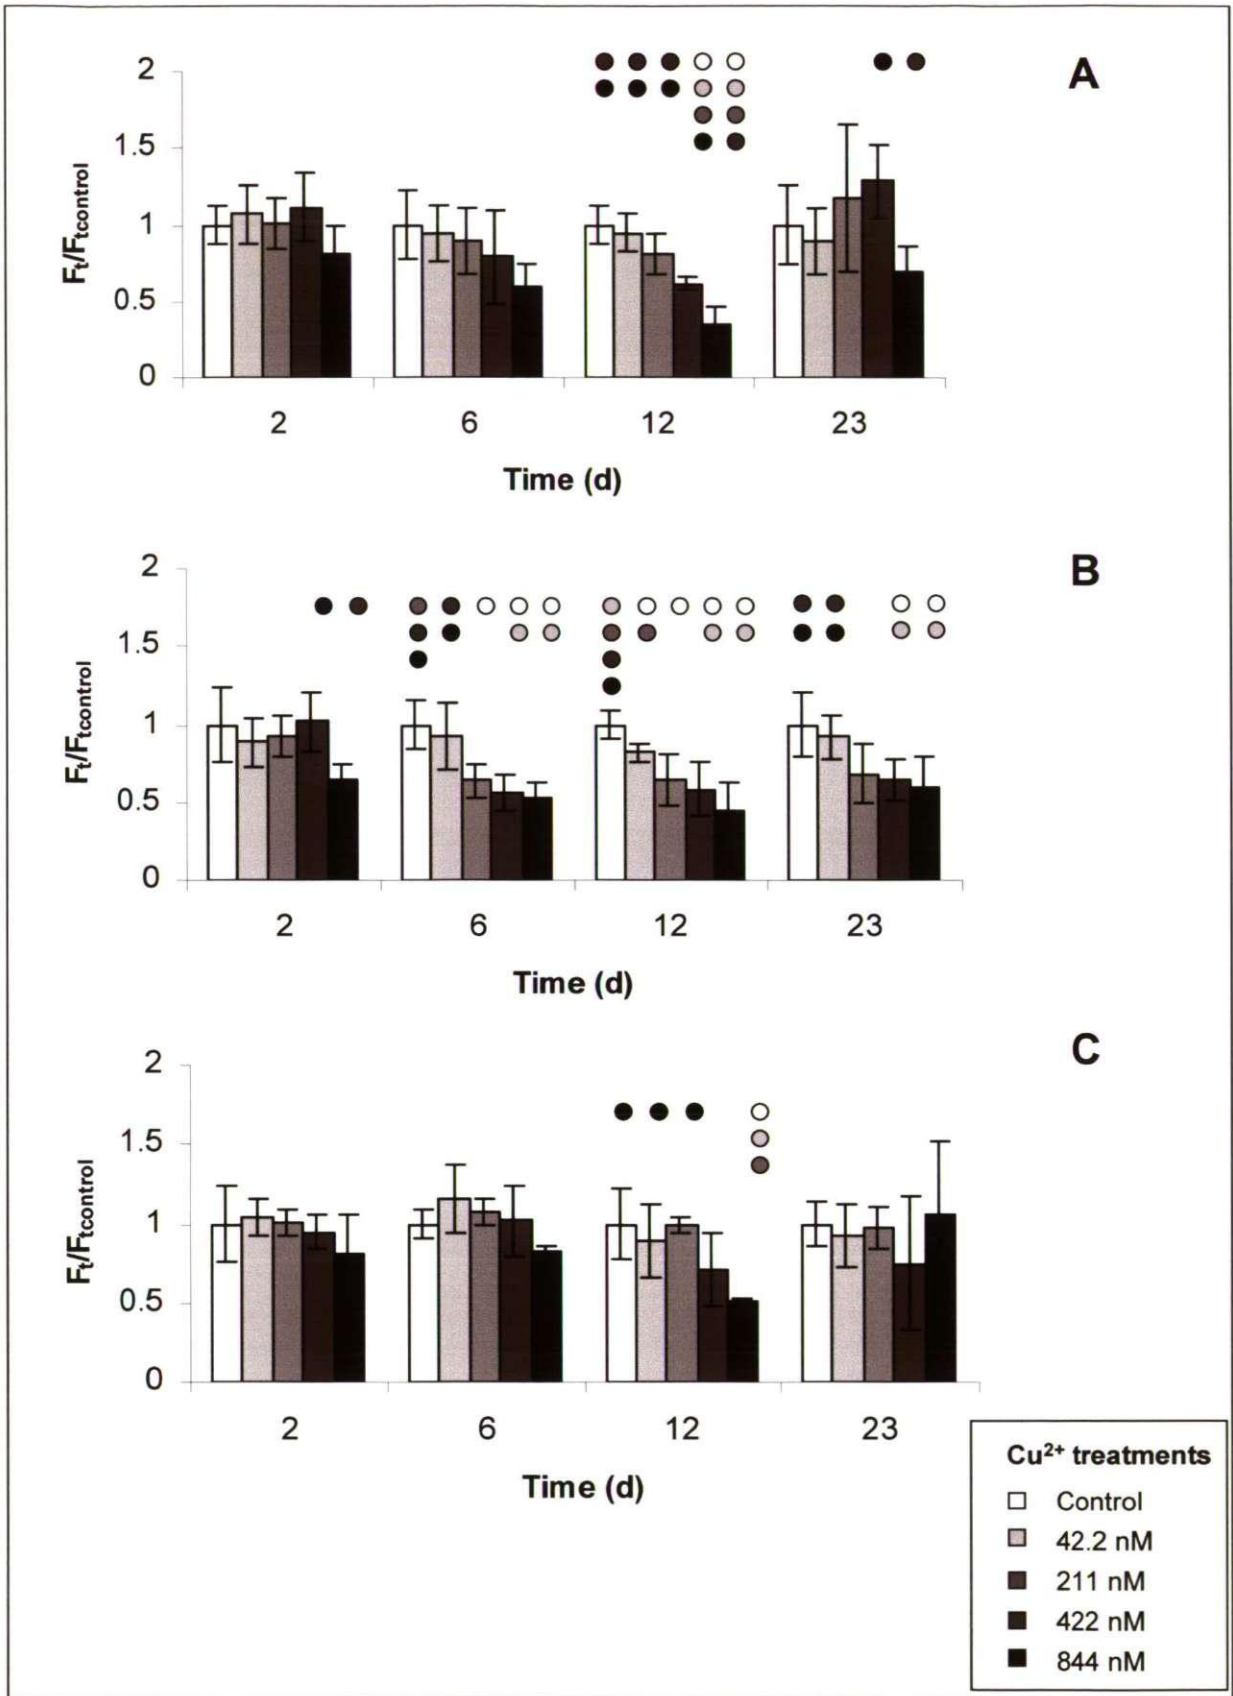 A
2
1.5
1
0.5
0
Ft/Ftcontrol
2 6 12 23
Time (d)
B
2
1.5
1
0.5
0
Ft/Ftcontrol
2 6 12 23
Time (d)
C
2
1.5
1
0.5
0
Ft/Ftcontrol
2 6 12 23
Time (d)
Cu²⁺ treatments
Control
42.2 nM
211 nM
422 nM
844 nM